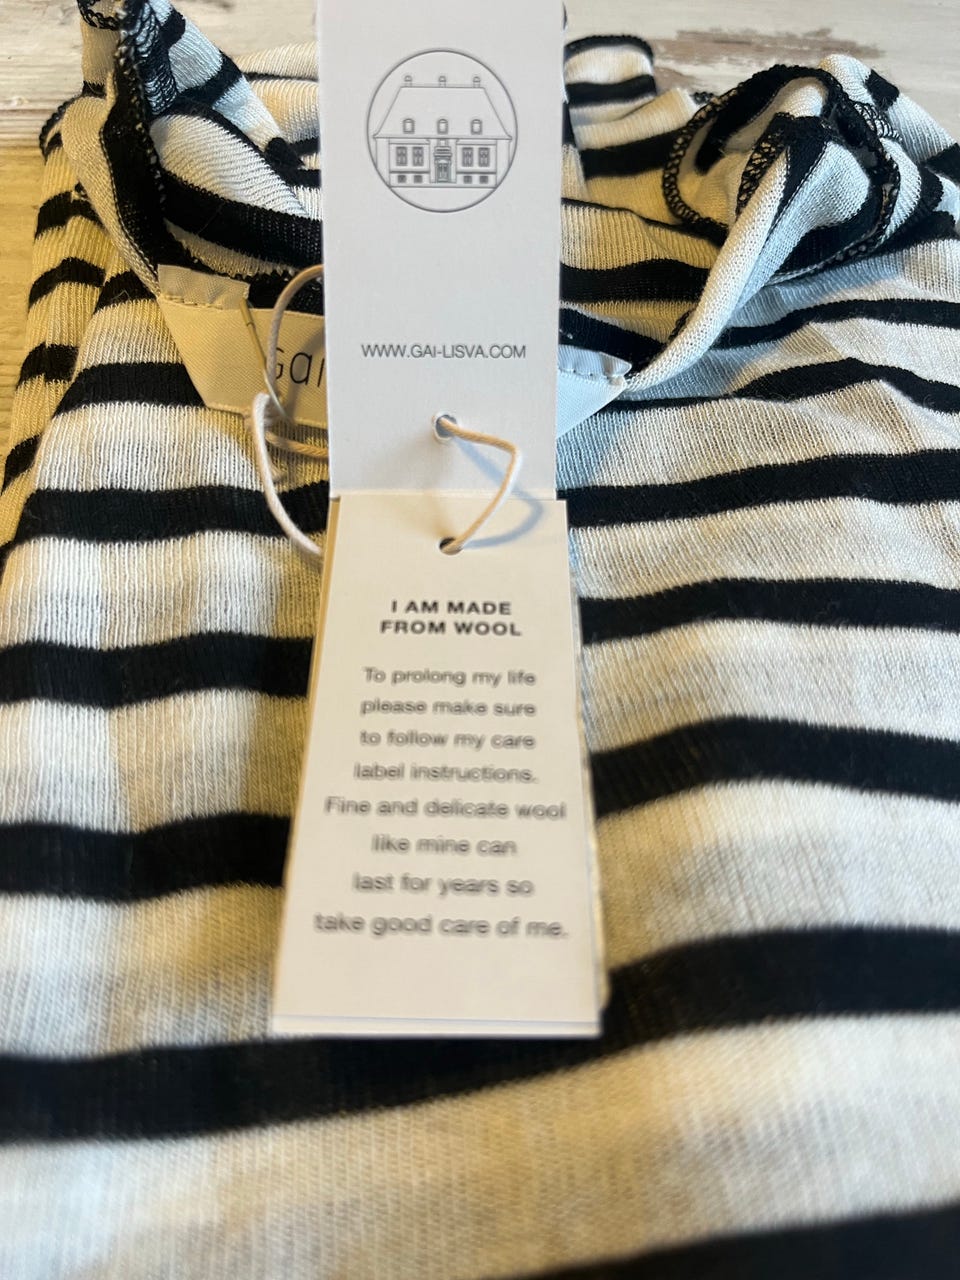 WWW.GAI-LISVA.COM
Gai
I AM MADE
FROM WOOL
To prolong my life
please make sure
to follow my care
label instructions.
Fine and delicate wool
like mine can
last for years so
take good care of me.